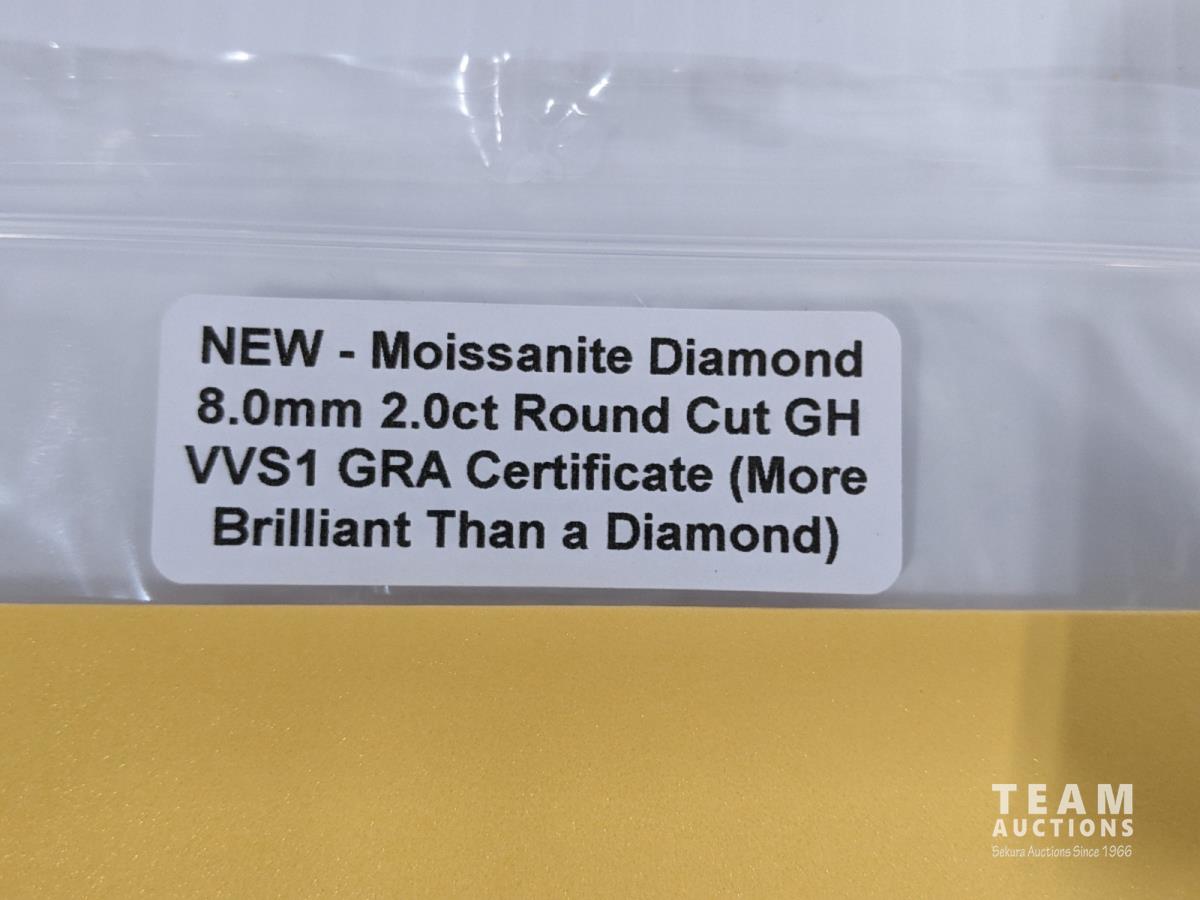 NEW - Moissanite Diamond
8.0mm 2.0ct Round Cut GH
VVS1 GRA Certificate (More
Brilliant Than a Diamond)
TEAM
AUCTIONS
Sekura Auctions Since 1966